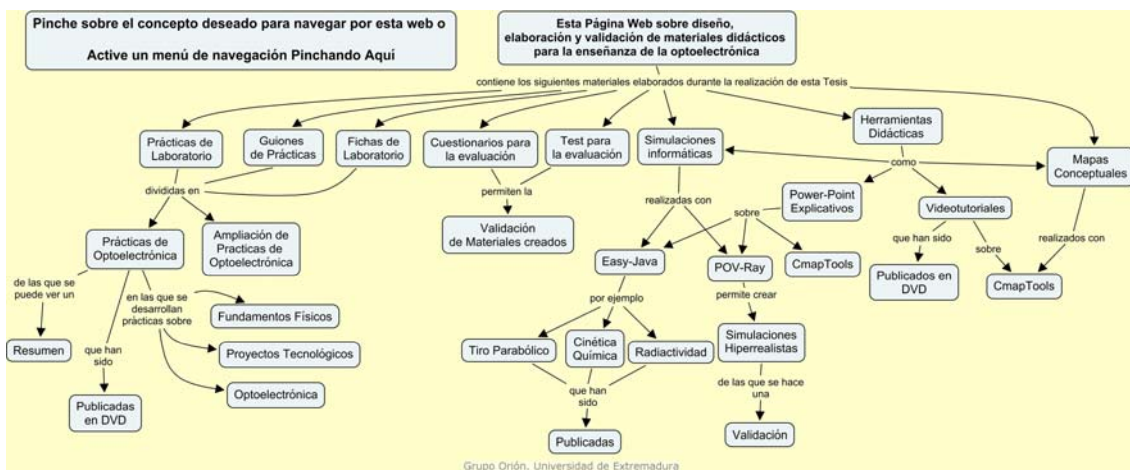 Pinche sobre el concepto deseado para navegar por esta web o
Active un menú de navegación Pinchando Aquí
Esta Página Web sobre diseño,
elaboración y validación de materiales didácticos
para la enseñanza de la optoelectrónica
contiene los siguientes materiales elaborados durante la realización de esta Tesis
Prácticas de
Laboratorio
Guiones
de Prácticas
Fichas de
Laboratorio
Cuestionarios para
la evaluación
Test para
la evaluación
Simulaciones
informáticas
Herramientas
Didácticas
Mapas
Conceptuales
divididas en
permiten la
realizadas con
como
Prácticas de
Optoelectrónica
Ampliación de
Practicas de
Optoelectrónica
Validación
de Materiales creados
Power-Point
Explicativos
Videotutoriales
sobre
que han sido
sobre
realizados con
Easy-Java
POV-Ray
CmapTools
Publicados en
DVD
CmapTools
de las que se
puede ver un
en las que se
desarrollan
prácticas sobre
Fundamentos Físicos
por ejemplo
permite crear
Resumen
que han
sido
Proyectos Tecnológicos
Tiro Parabólico
Cinética
Química
Radiactividad
Simulaciones
Hiperrealistas
Optoelectrónica
que han
sido
de las que se hace
una
Publicadas
en DVD
Publicadas
Validación
Grupo Orión. Universidad de Extremadura